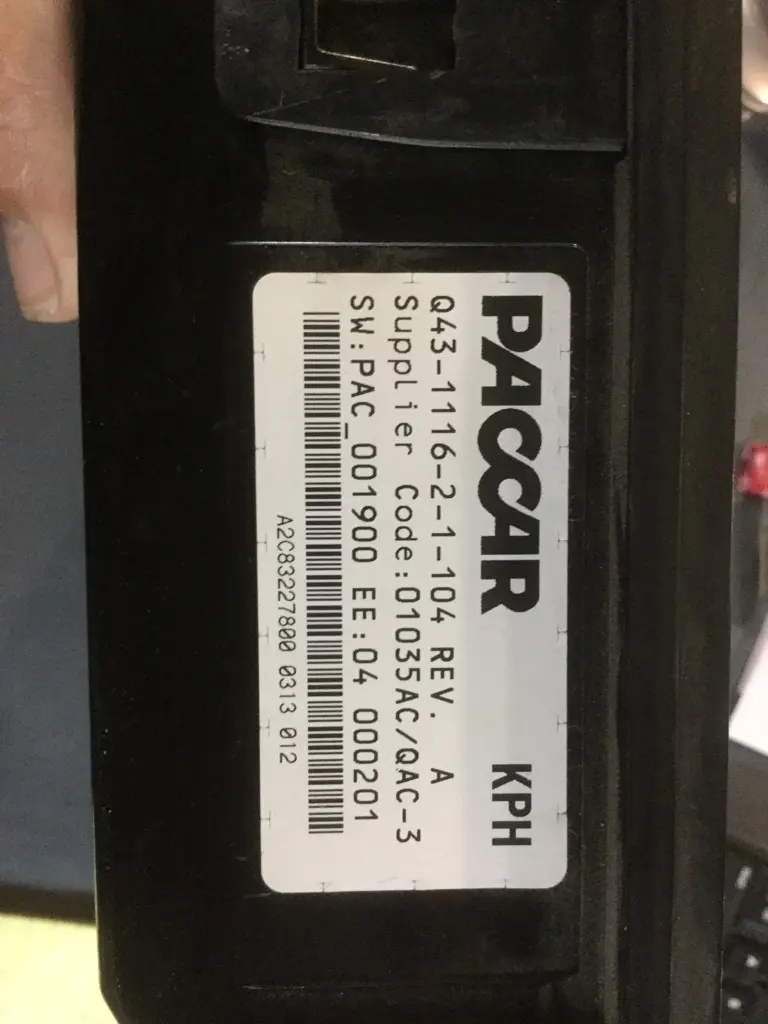 PACCAR KPH
Q43-1116-2-1-104 REV. A
Supplier Code:01035AC/QAC-3
SW:PAC_001900 EE:04 000201
A2C83227800 0313 012